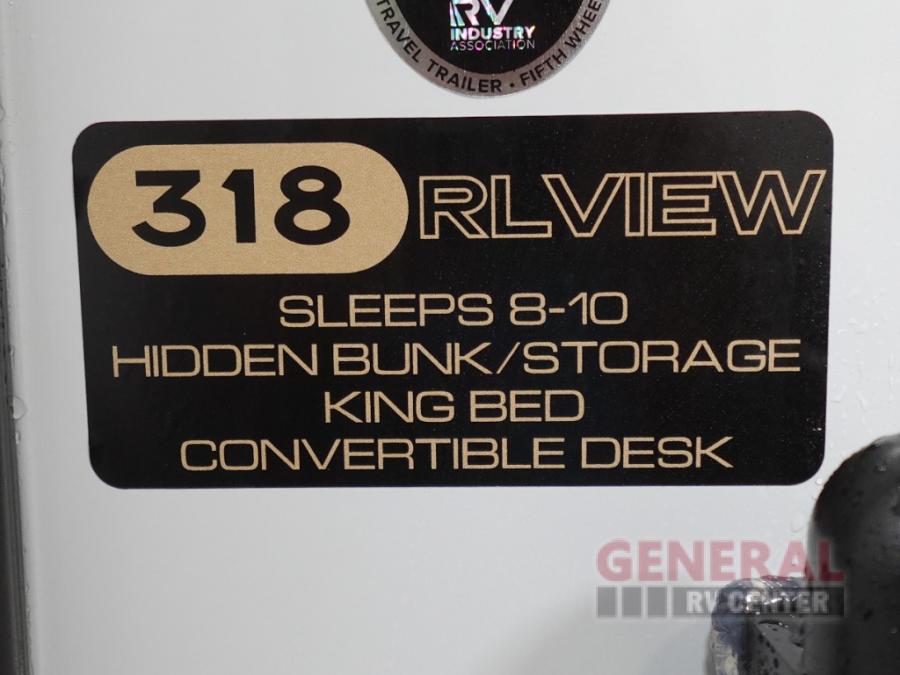 RV
INDUSTRY
ASSOCIATION
TRAVEL TRAILER • FIFTH WHEE
318 RLVIEW
SLEEPS 8-10
HIDDEN BUNK/STORAGE
KING BED
CONVERTIBLE DESK
GENERAL
RV CENTER